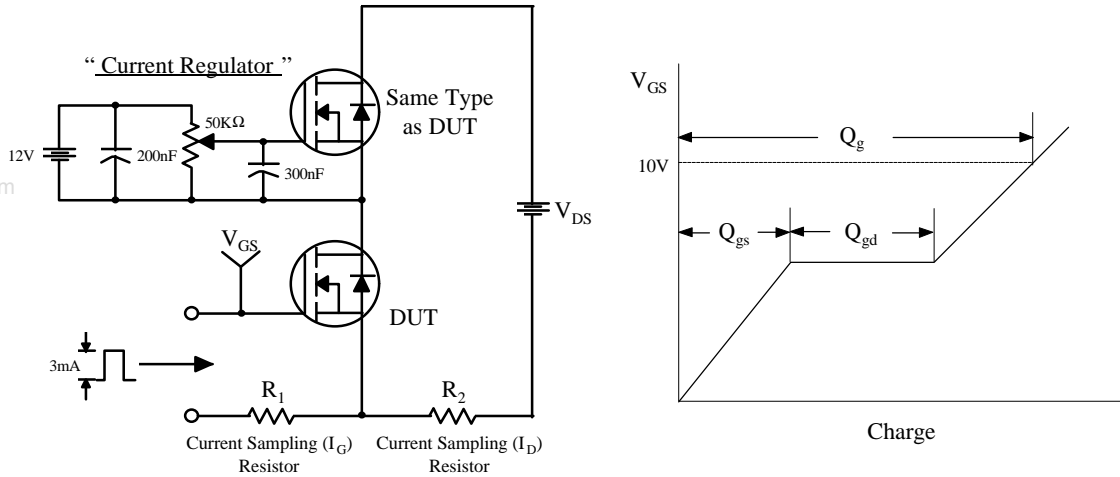 “ Current Regulator ”
Same Type
as DUT
50KΩ
12V
200nF
300nF
m
V_DS
V_GS
DUT
3mA
R_1
R_2
Current Sampling (I_G)
Resistor
Current Sampling (I_D)
Resistor
V_GS
Q_g
10V
Q_gs
Q_gd
Charge